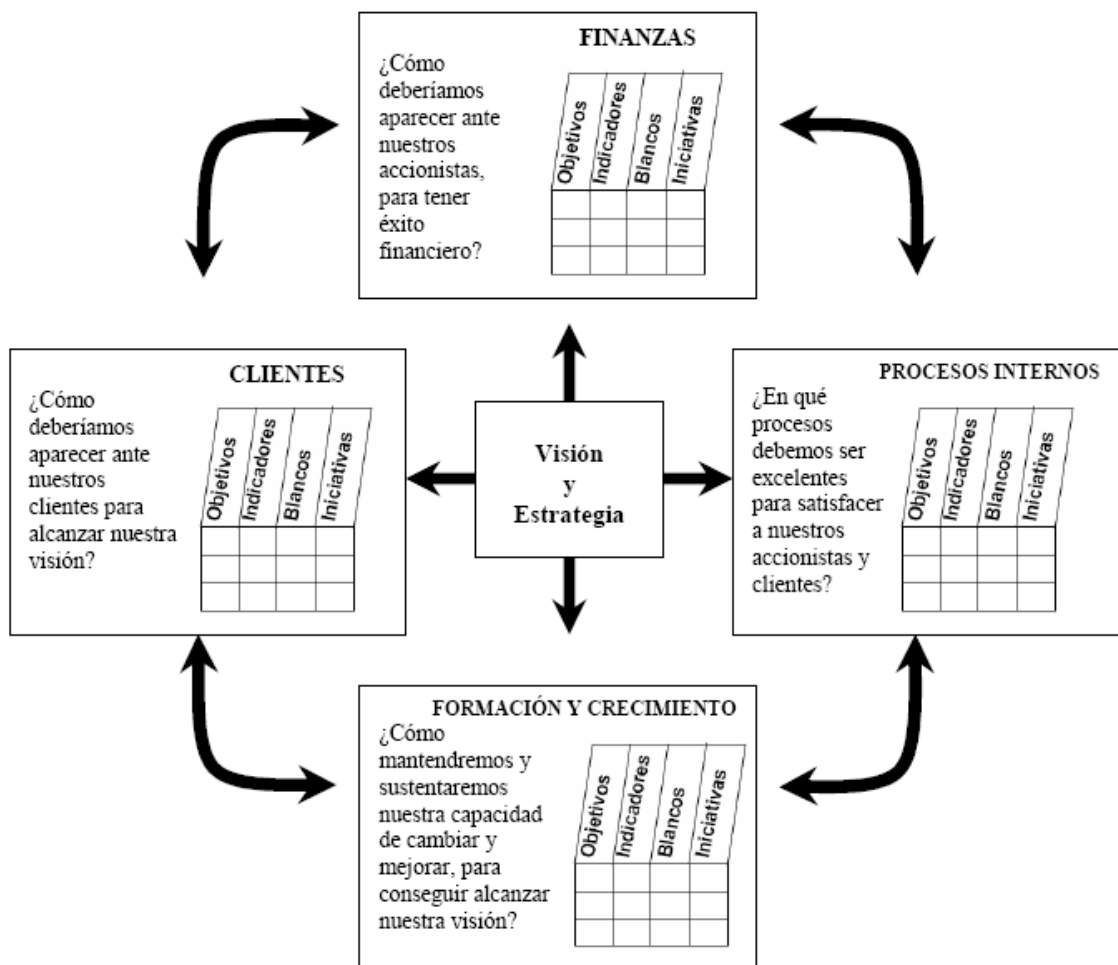 FINANZAS
¿Cómo
deberíamos
aparecer ante
nuestros
accionistas,
para tener
éxito
financiero?
Objetivos
Indicadores
Blancos
Iniciativas
CLIENTES
¿Cómo
deberíamos
aparecer ante
nuestros
clientes para
alcanzar nuestra
visión?
Objetivos
Indicadores
Blancos
Iniciativas
Visión
y
Estrategia
PROCESOS INTERNOS
¿En qué
procesos
debemos ser
excelentes
para satisfacer
a nuestros
accionistas y
clientes?
Objetivos
Indicadores
Blancos
Iniciativas
FORMACIÓN Y CRECIMIENTO
¿Cómo
mantendremos y
sustentaremos
nuestra capacidad
de cambiar y
mejorar, para
conseguir alcanzar
nuestra visión?
Objetivos
Indicadores
Blancos
Iniciativas